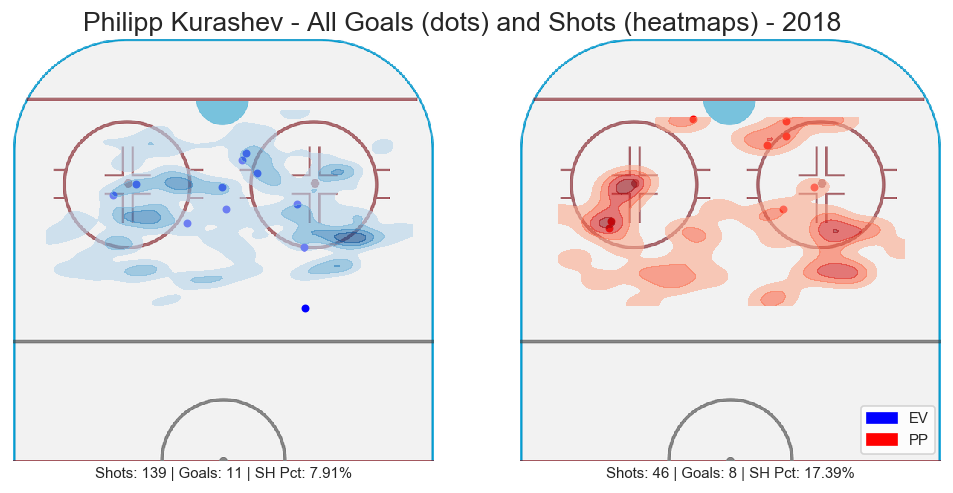 Philipp Kurashev - All Goals (dots) and Shots (heatmaps) - 2018
EV
PP
Shots: 139 | Goals: 11 | SH Pct: 7.91%
Shots: 46 | Goals: 8 | SH Pct: 17.39%